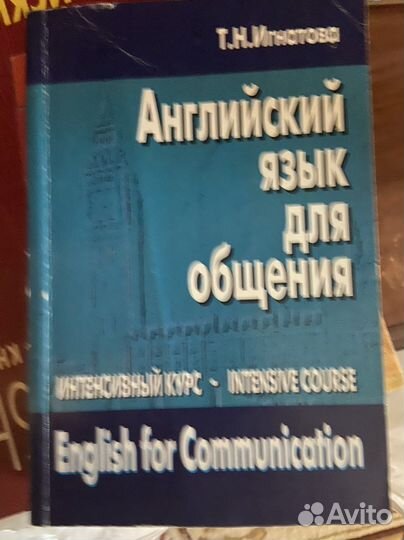 Т.Н.Игнатова
Английский
язык
для
общения
ИНТЕНСИВНЫЙ КУРС - INTENSIVE COURSE
English for Communication
Avito